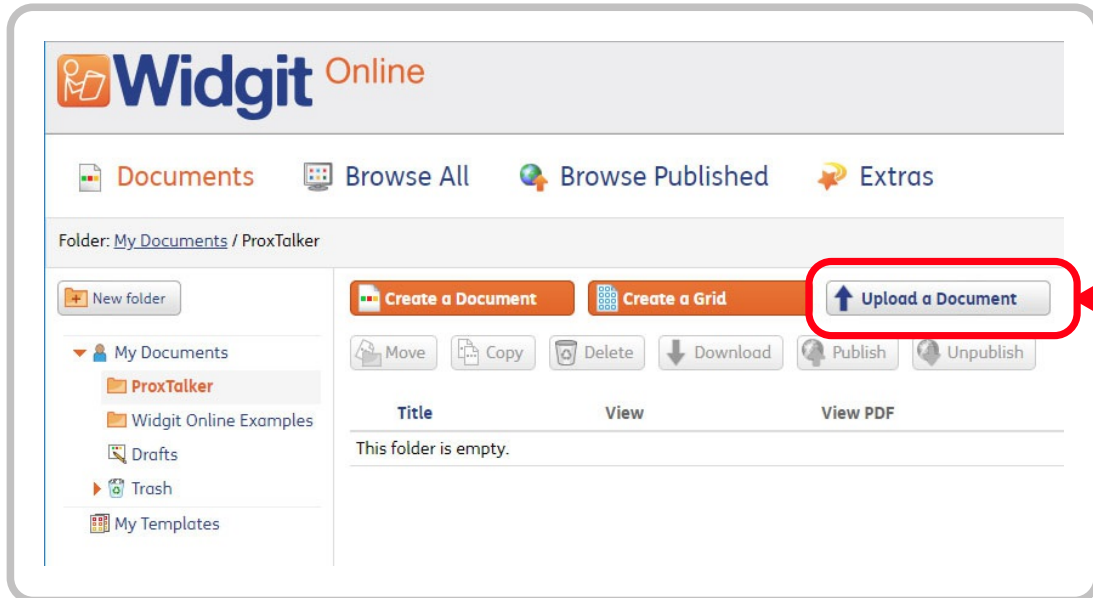 Widgit Online
Documents Browse All Browse Published Extras
Folder: My Documents / ProxTalker
New folder
Create a Document Create a Grid Upload a Document
My Documents
Move Copy Delete Download Publish Unpublish
ProxTalker
Widgit Online Examples
Title View View PDF
Drafts
This folder is empty.
Trash
My Templates